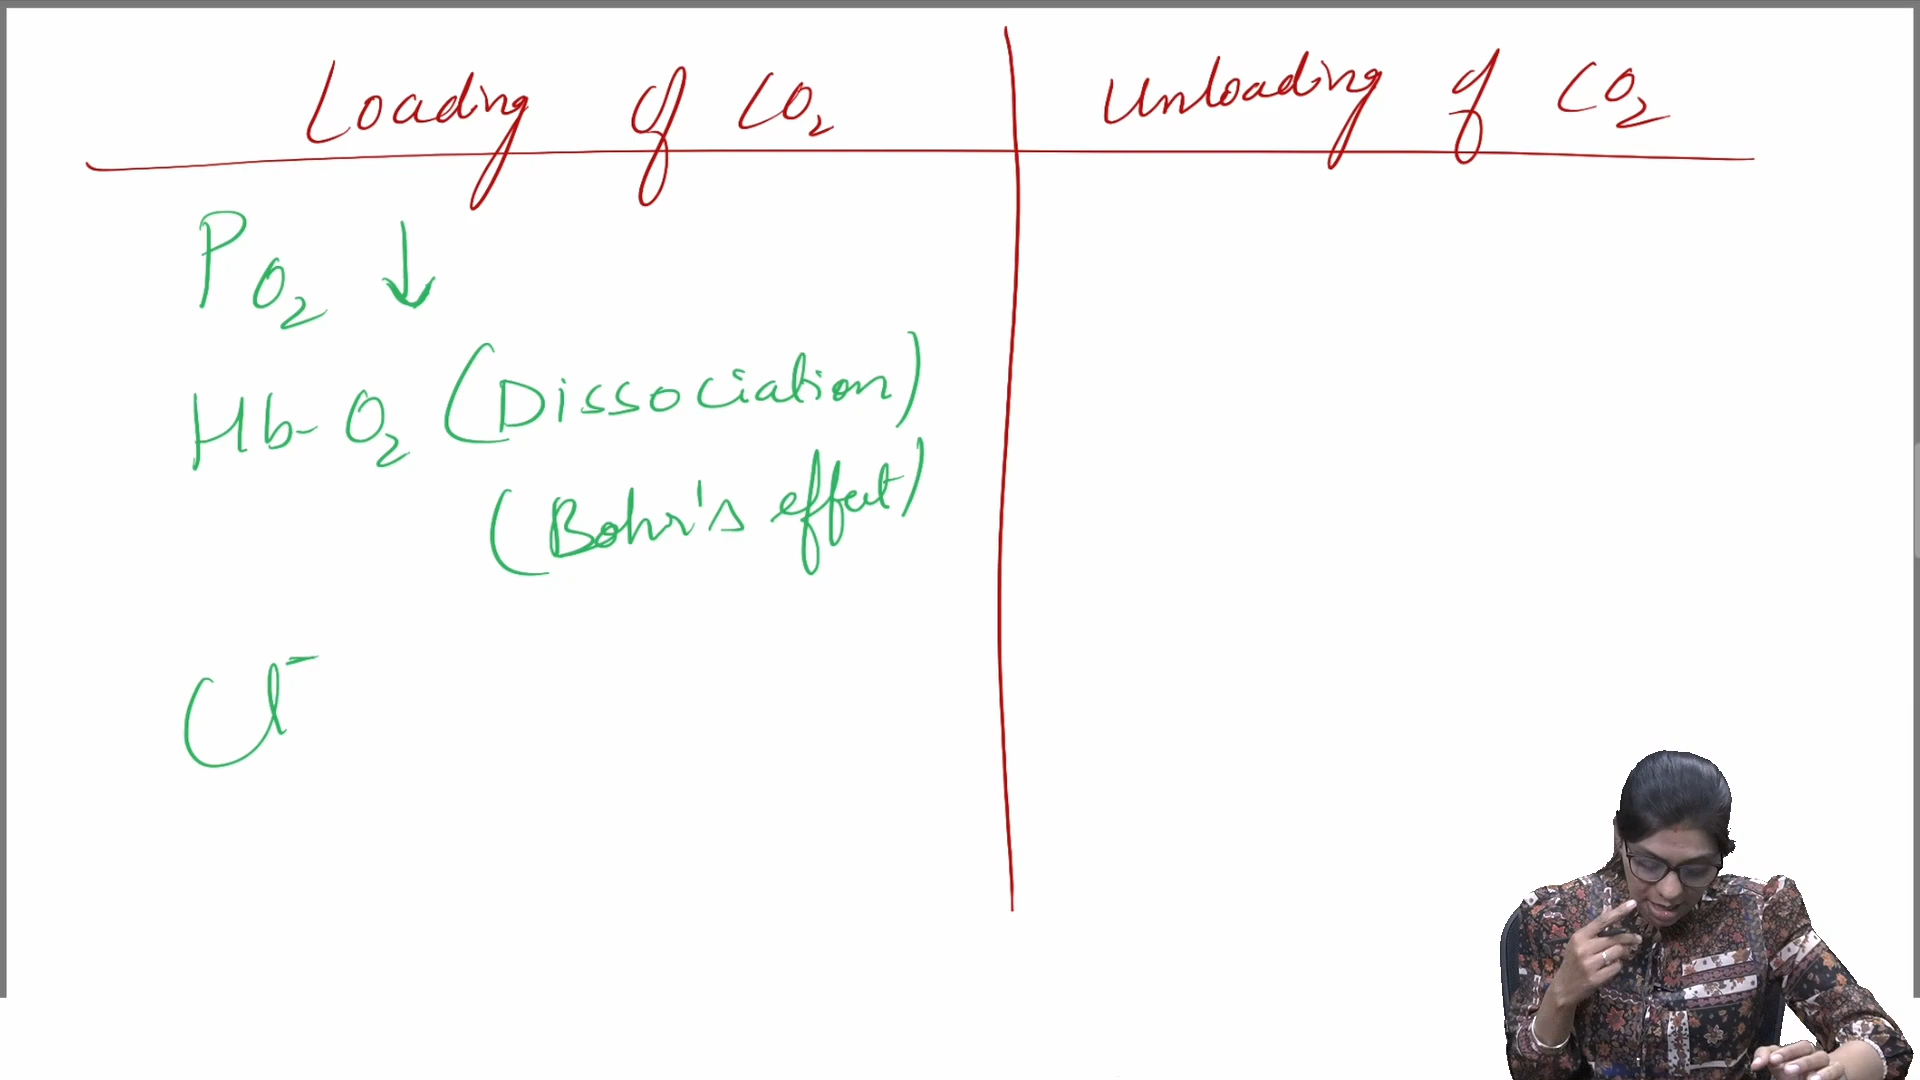 Loading of CO₂
Unloading of CO₂
PO₂ ↓
Hb-O₂ (Dissociation)
(Bohr's effect)
Cl⁻